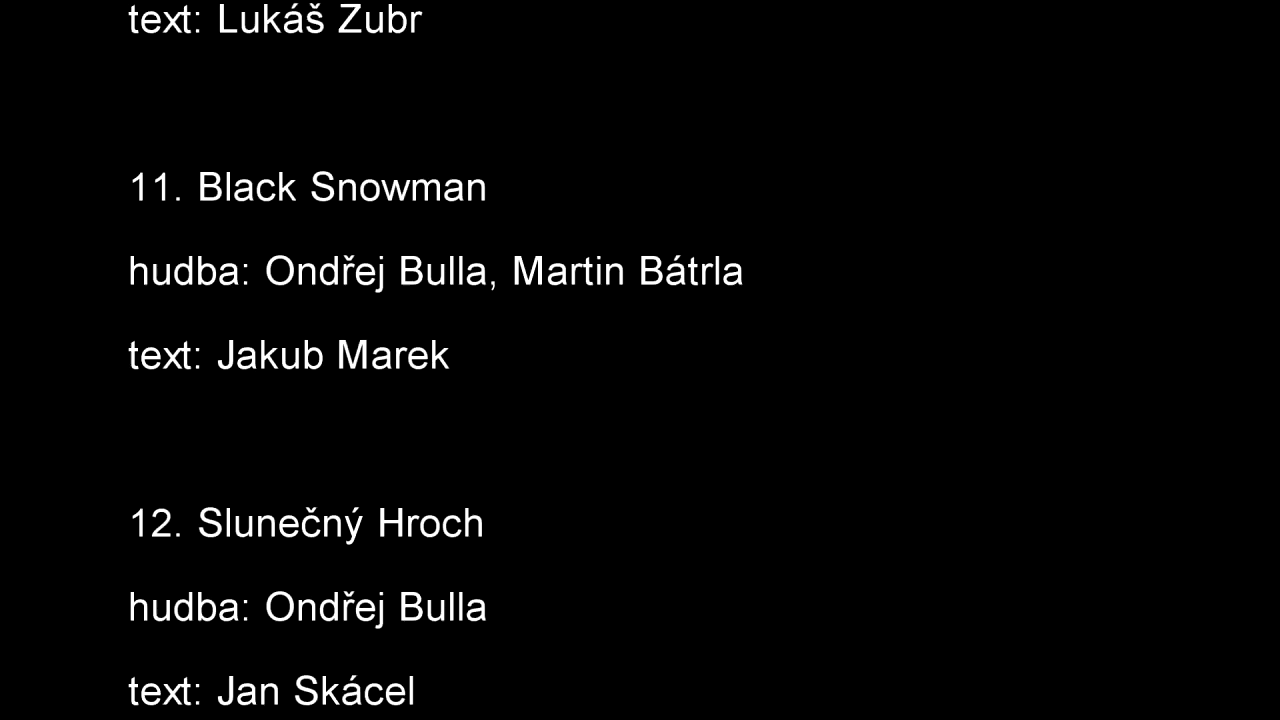 text: Lukáš Zubr
11. Black Snowman
hudba: Ondřej Bulla, Martin Bátrla
text: Jakub Marek
12. Slunečný Hroch
hudba: Ondřej Bulla
text: Jan Skácel